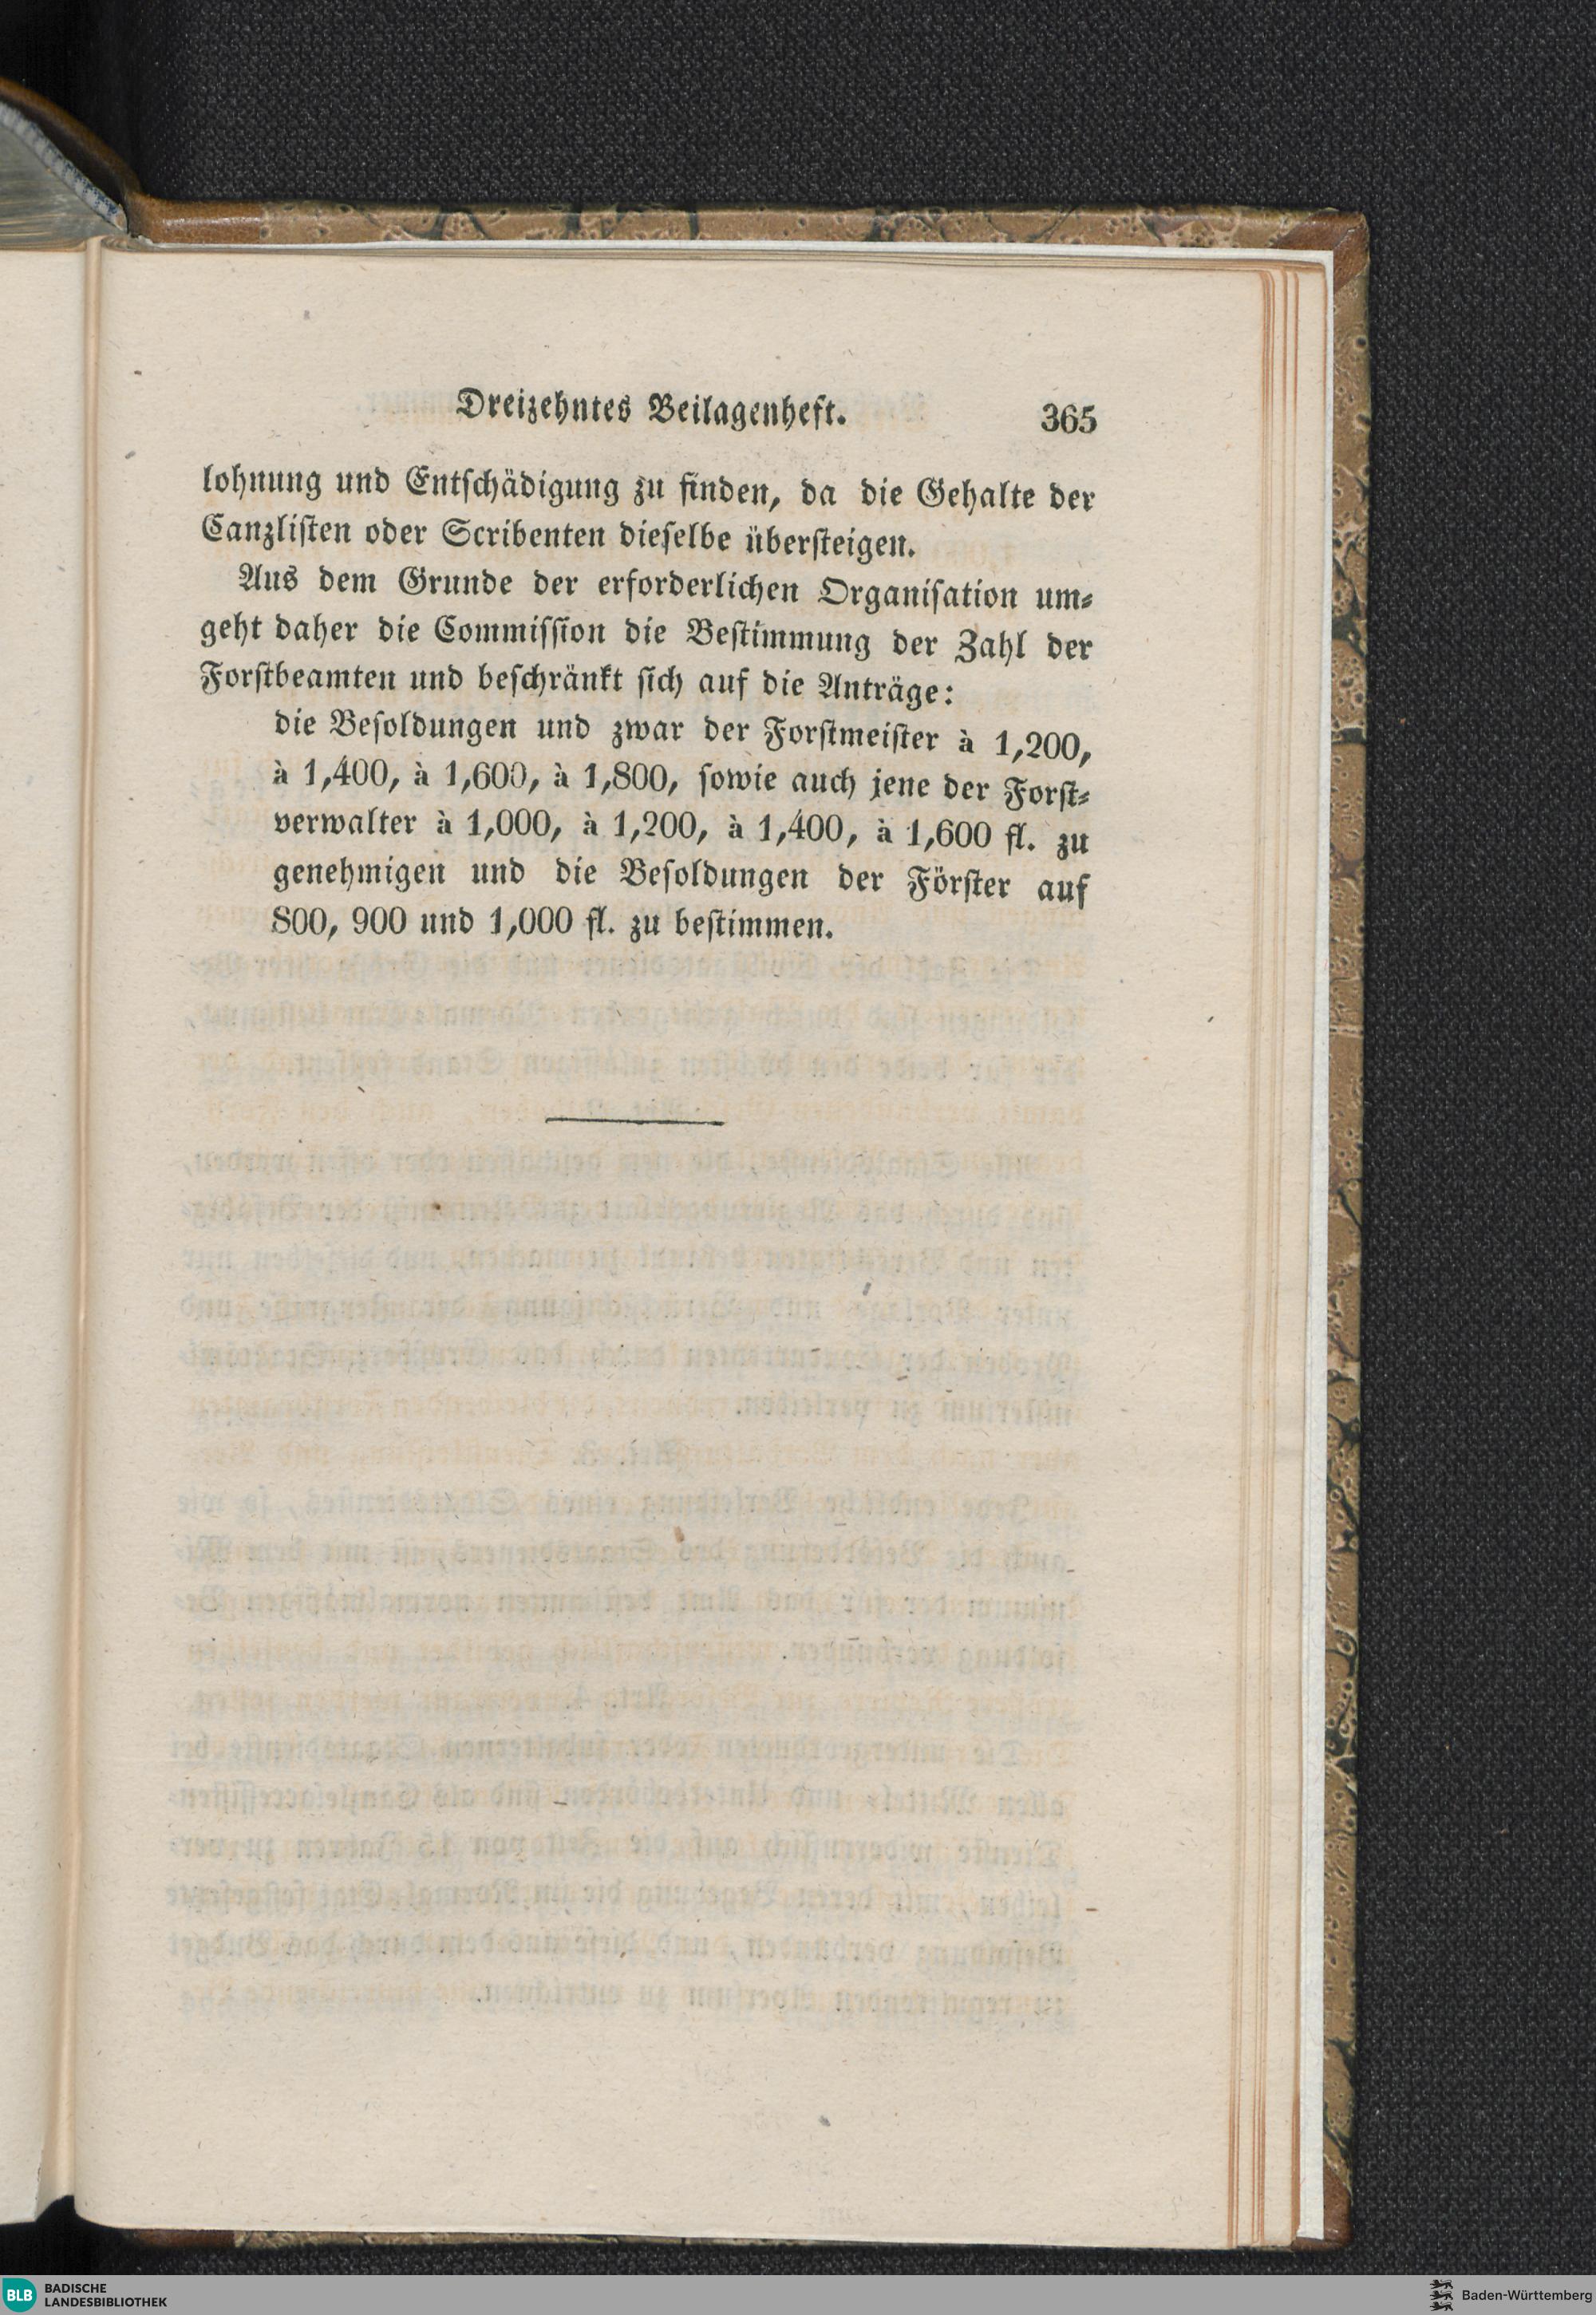 Dreizehntes Beilagenheft. 365
lohnung und Entschädigung zu finden, da die Gehalte der
Canzlisten oder Scribenten dieselbe übersteigen.
Aus dem Grunde der erforderlichen Organisation um-
geht daher die Commission die Bestimmung der Zahl der
Forstbeamten und beschränkt sich auf die Anträge:
die Besoldungen und zwar der Forstmeister à 1,200,
à 1,400, à 1,600, à 1,800, sowie auch jene der Forst-
verwalter à 1,000, à 1,200, à 1,400, à 1,600 fl. zu
genehmigen und die Besoldungen der Förster auf
800, 900 und 1,000 fl. zu bestimmen.
BLB BADISCHE
LANDESBIBLIOTHEK
Baden-Württemberg